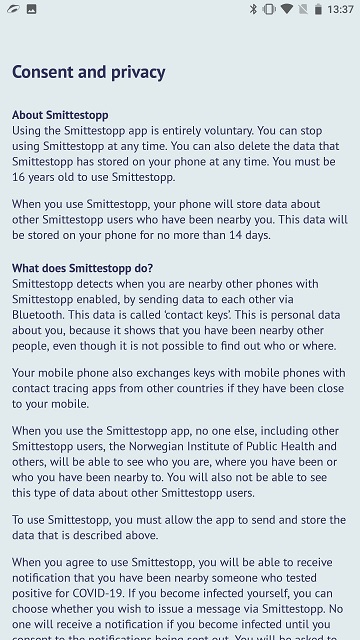 13:37
Consent and privacy
About Smittestopp
Using the Smittestopp app is entirely voluntary. You can stop
using Smittestopp at any time. You can also delete the data that
Smittestopp has stored on your phone at any time. You must be
16 years old to use Smittestopp.
When you use Smittestopp, your phone will store data about
other Smittestopp users who have been nearby you. This data will
be stored on your phone for no more than 14 days.
What does Smittestopp do?
Smittestopp detects when you are nearby other phones with
Smittestopp enabled, by sending data to each other via
Bluetooth. This data is called ‘contact keys’. This is personal data
about you, because it shows that you have been nearby other
people, even though it is not possible to find out who or where.
Your mobile phone also exchanges keys with mobile phones with
contact tracing apps from other countries if they have been close
to your mobile.
When you use the Smittestopp app, no one else, including other
Smittestopp users, the Norwegian Institute of Public Health and
others, will be able to see who you are, where you have been or
who you have been nearby to. You will also not be able to see
this type of data about other Smittestopp users.
To use Smittestopp, you must allow the app to send and store the
data that is described above.
When you agree to use Smittestopp, you will be able to receive
notification that you have been nearby someone who tested
positive for COVID-19. If you become infected yourself, you can
choose whether you wish to issue a message via Smittestopp. No
one will receive a notification if you become infected until you
consent to the notifications being sent out. You will be asked to